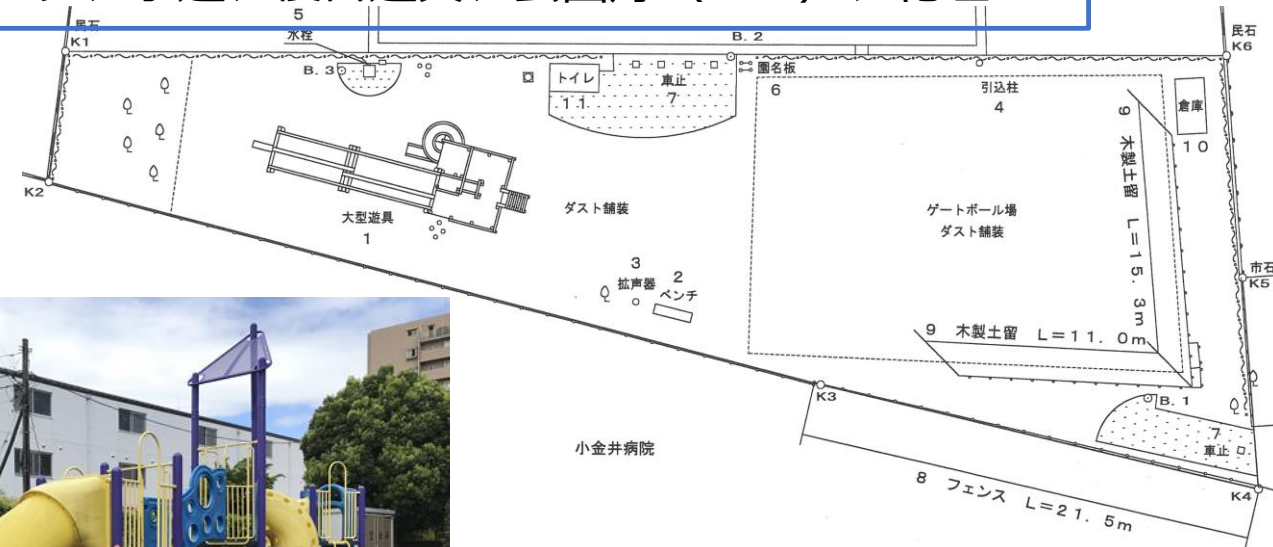 民石
K1
5
水栓
B. 3
B. 2
トイレ
11
車止
7
園名板
6
引込柱
4
民石
K6
倉庫
10
9 木製土留 L=15. 3m
K2
大型遊具
1
ダスト舗装
ゲートボール場
ダスト舗装
3
拡声器
2
ベンチ
市石
K5
9 木製土留 L=11. 0m
K3
B. 1
7
車止
小金井病院
8 フェンス L=21. 5m
K4